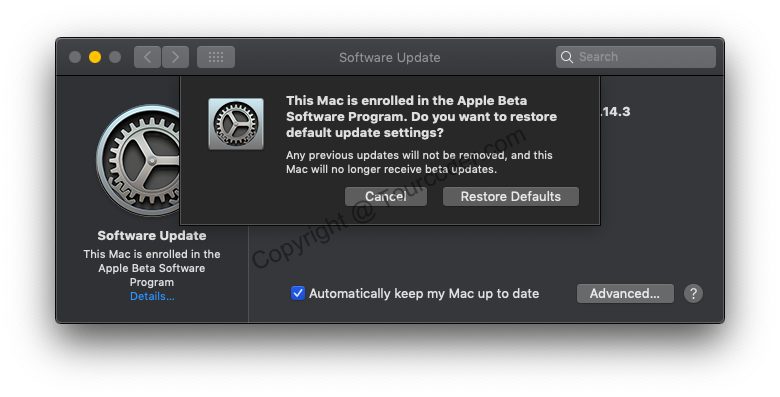 Software Update
Search
This Mac is enrolled in the Apple Beta
Software Program. Do you want to restore
default update settings?
Any previous updates will not be removed, and this
Mac will no longer receive beta updates.
Cancel
Restore Defaults
.14.3
Software Update
This Mac is enrolled in the
Apple Beta Software
Program
Details...
Automatically keep my Mac up to date
Advanced...
?